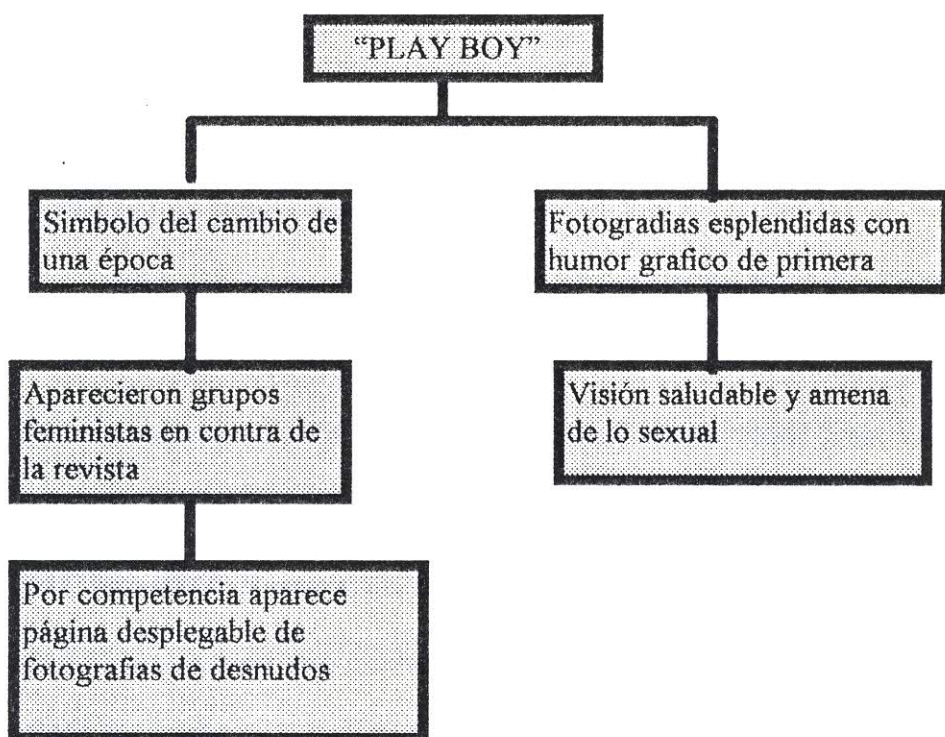 “PLAY BOY”
Simbolo del cambio de
una época
Aparecieron grupos
feministas en contra de
la revista
Por competencia aparece
página desplegable de
fotografias de desnudos
Fotogradias esplendidas con
humor grafico de primera
Visión saludable y amena
de lo sexual